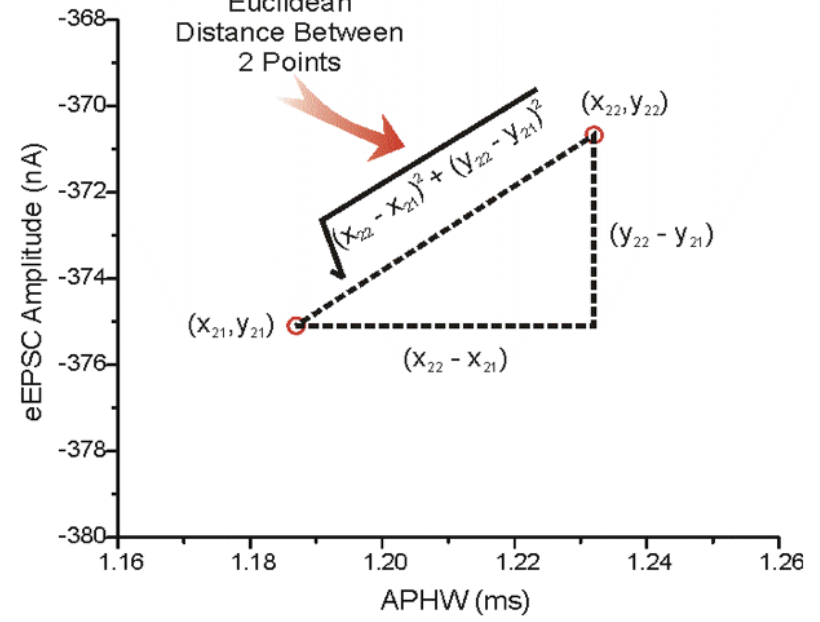 Euclidean
Distance Between
2 Points
-368
-370
-372
-374
-376
-378
-380
eEPSC Amplitude (nA)
(x₂₂,y₂₂)
(x₂₂ - x₂₁)² + (y₂₂ - y₂₁)²
(y₂₂ – y₂₁)
(x₂₁,y₂₁)
(x₂₂ - x₂₁)
1.16 1.18 1.20 1.22 1.24 1.26
APHW (ms)